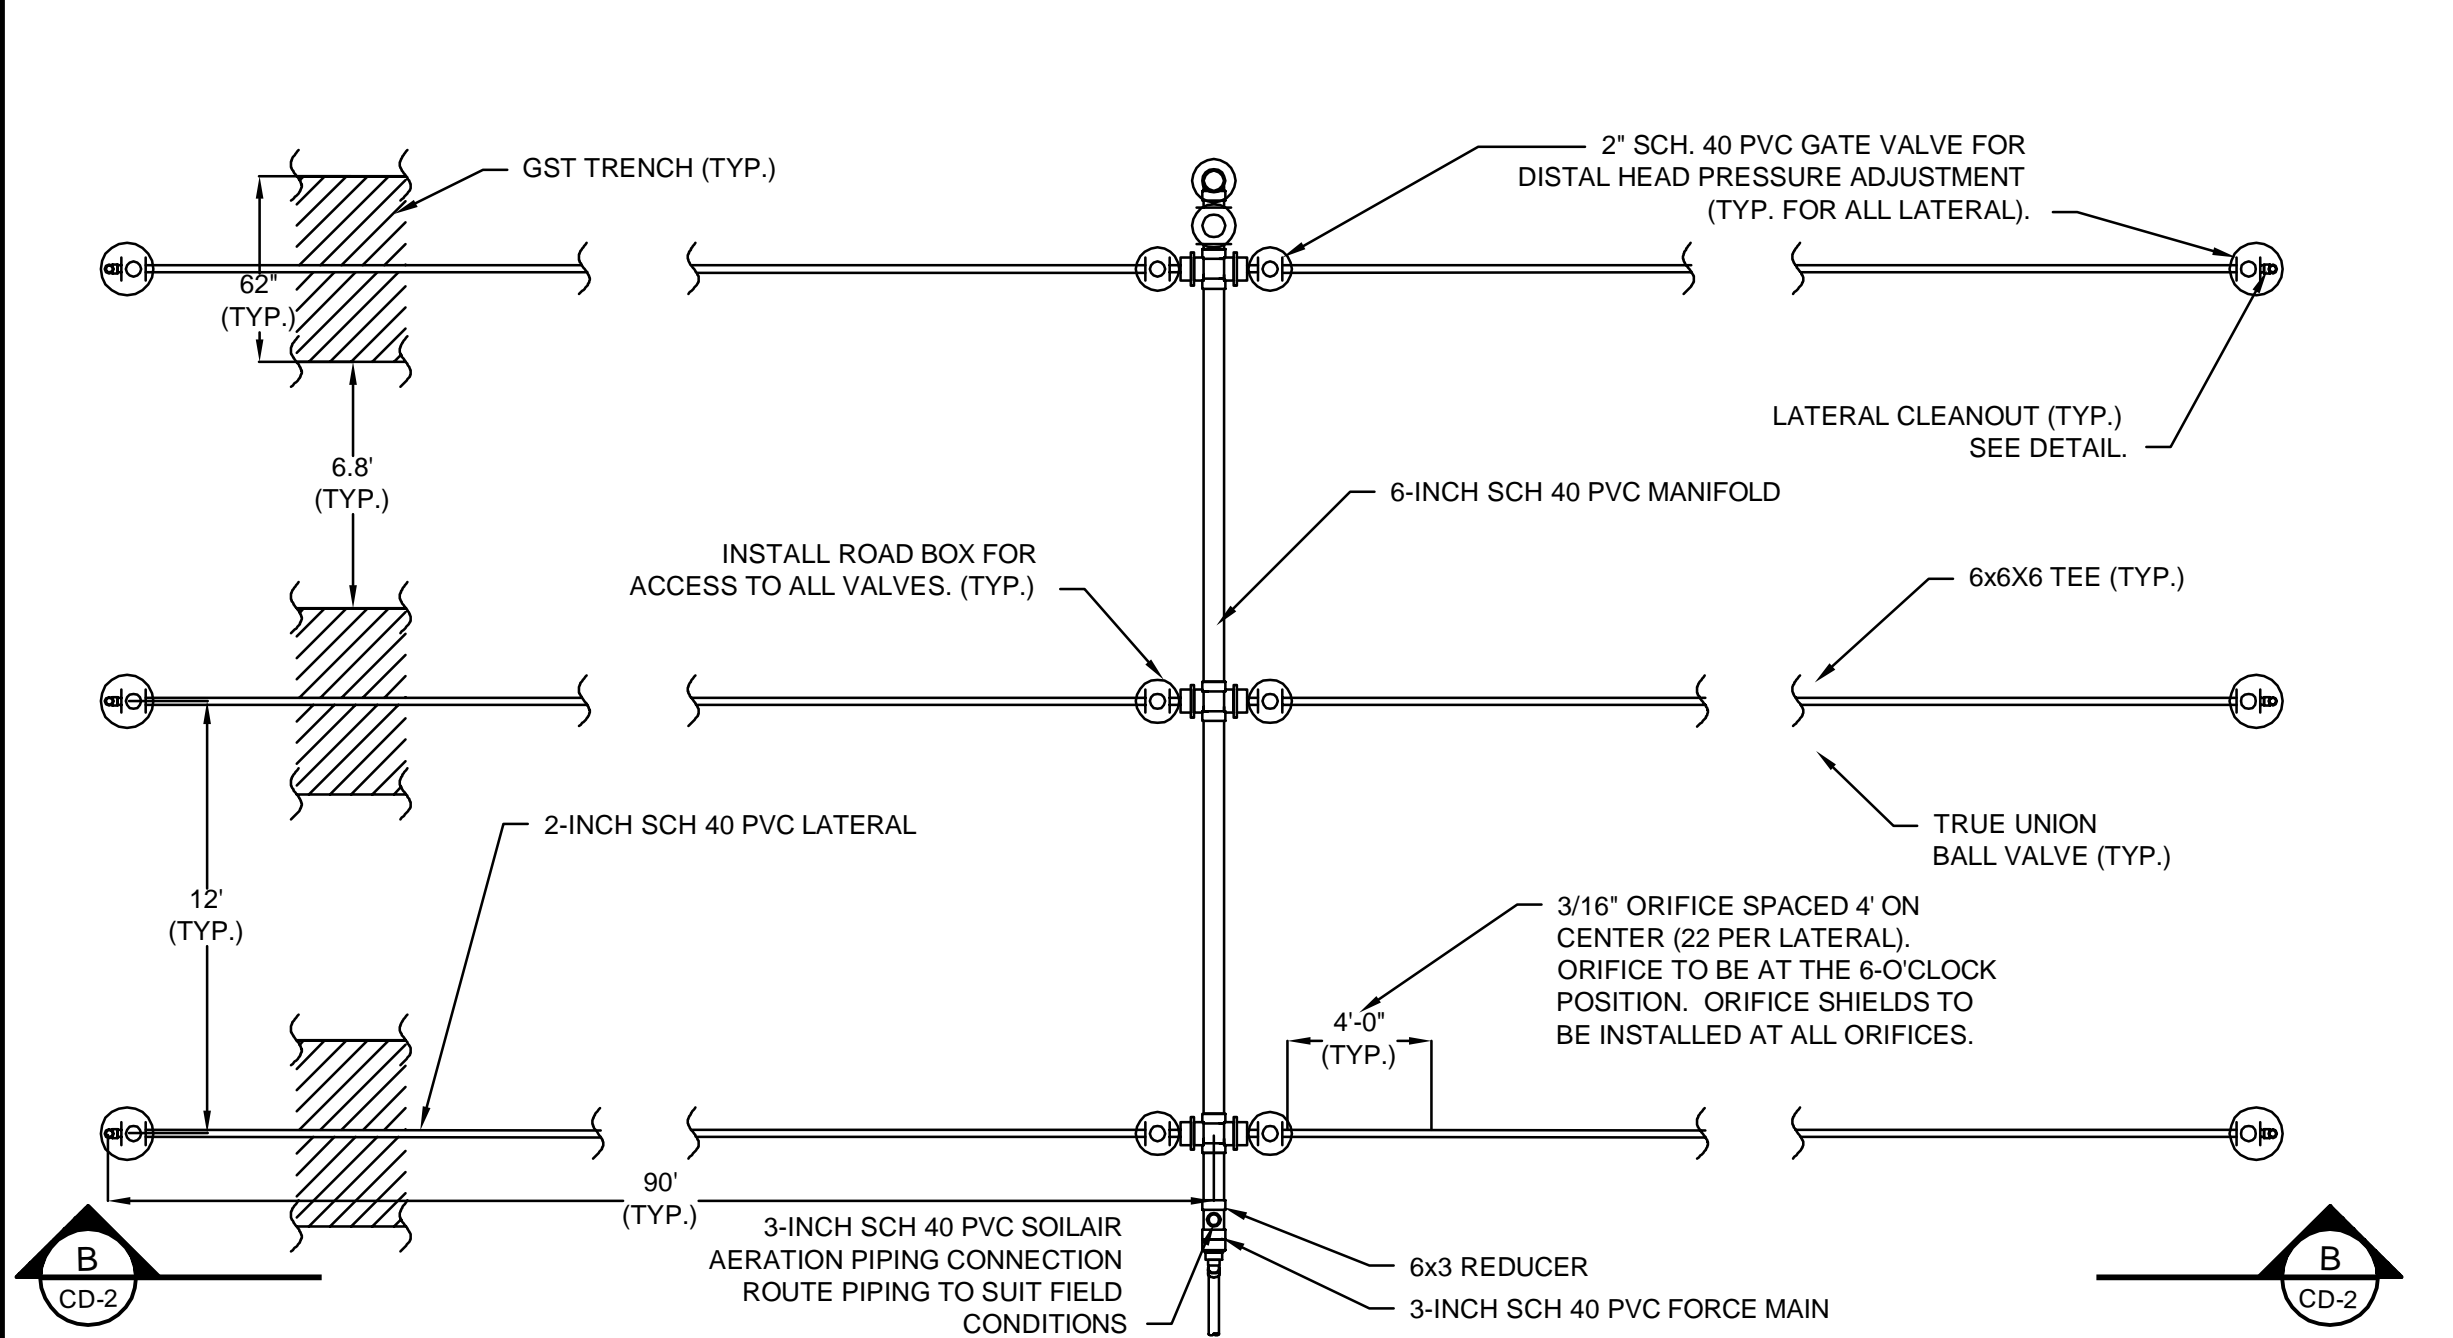 GST TRENCH (TYP.)
2" SCH. 40 PVC GATE VALVE FOR
DISTAL HEAD PRESSURE ADJUSTMENT
(TYP. FOR ALL LATERAL).
62"
(TYP.)
LATERAL CLEANOUT (TYP.)
SEE DETAIL.
6.8'
(TYP.)
6-INCH SCH 40 PVC MANIFOLD
INSTALL ROAD BOX FOR
ACCESS TO ALL VALVES. (TYP.)
6x6X6 TEE (TYP.)
2-INCH SCH 40 PVC LATERAL
TRUE UNION
BALL VALVE (TYP.)
12'
(TYP.)
3/16" ORIFICE SPACED 4' ON
CENTER (22 PER LATERAL).
ORIFICE TO BE AT THE 6-O'CLOCK
POSITION. ORIFICE SHIELDS TO
BE INSTALLED AT ALL ORIFICES.
4'-0"
(TYP.)
90'
(TYP.)
3-INCH SCH 40 PVC SOILAIR
AERATION PIPING CONNECTION
ROUTE PIPING TO SUIT FIELD
CONDITIONS
6x3 REDUCER
3-INCH SCH 40 PVC FORCE MAIN
B
CD-2
B
CD-2